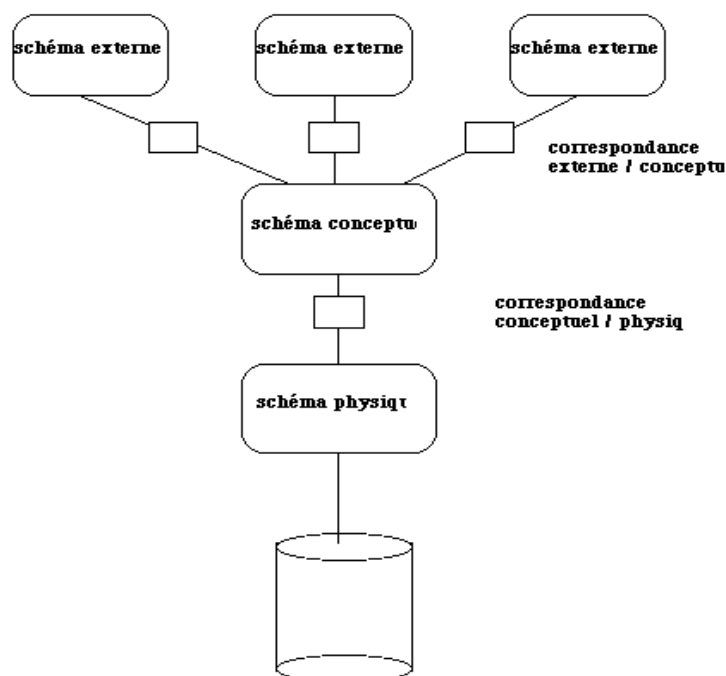 schéma externe
schéma externe
schéma externe
correspondance
externe / conceptu
schéma conceptu
correspondance
conceptuel / physiq
schéma physiq